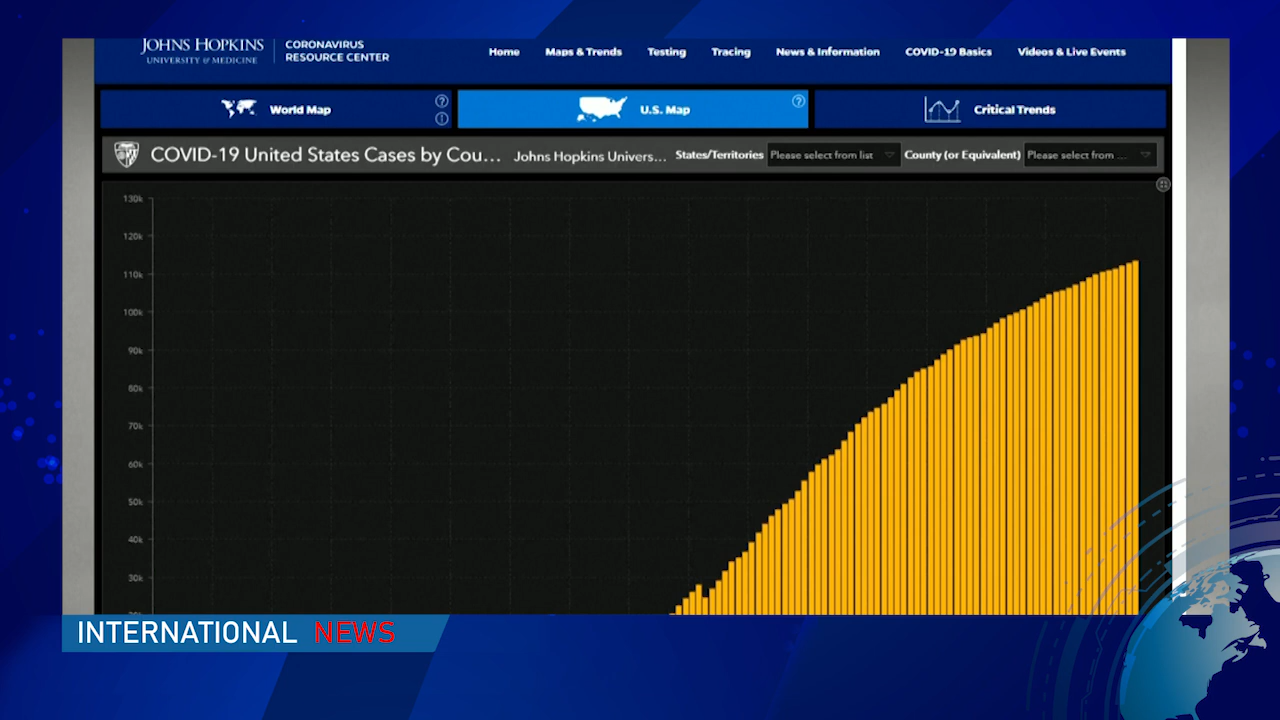 JOHNS HOPKINS
UNIVERSITY & MEDICINE
CORONAVIRUS
RESOURCE CENTER
Home Maps & Trends Testing Tracing News & Information COVID-19 Basics Videos & Live Events
World Map
U.S. Map
Critical Trends
COVID-19 United States Cases by Cou...
Johns Hopkins Univers...
States/Territories Please select from list
County (or Equivalent) Please select from ...
130k
120k
110k
100k
90k
80k
70k
60k
50k
40k
30k
INTERNATIONAL NEWS